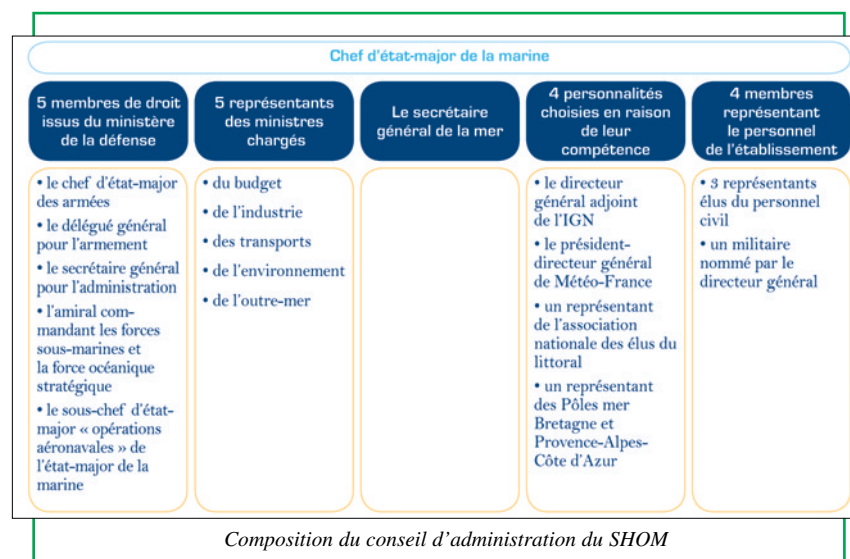 Chef d'état-major de la marine
5 membres de droit
issus du ministère
de la défense
• le chef d'état-major
des armées
• le délégué général
pour l'armement
• le secrétaire général
pour l'administration
• l'amiral com-
mandant les forces
sous-marines et
la force océanique
stratégique
• le sous-chef d'état-
major « opérations
aéronavales » de
l'état-major de la
marine
5 représentants
des ministres
chargés
• du budget
• de l'industrie
• des transports
• de l'environnement
• de l'outre-mer
Le secrétaire
général de la mer
4 personnalités
choisies en raison
de leur
compétence
• le directeur
général adjoint
de l'IGN
• le président-
directeur général
de Météo-France
• un représentant
de l'association
nationale des élus du
littoral
• un représentant
des Pôles mer
Bretagne et
Provence-Alpes-
Côte d'Azur
4 membres
représentant
le personnel
de l'établissement
• 3 représentants
élus du personnel
civil
• un militaire
nommé par le
directeur général
Composition du conseil d'administration du SHOM